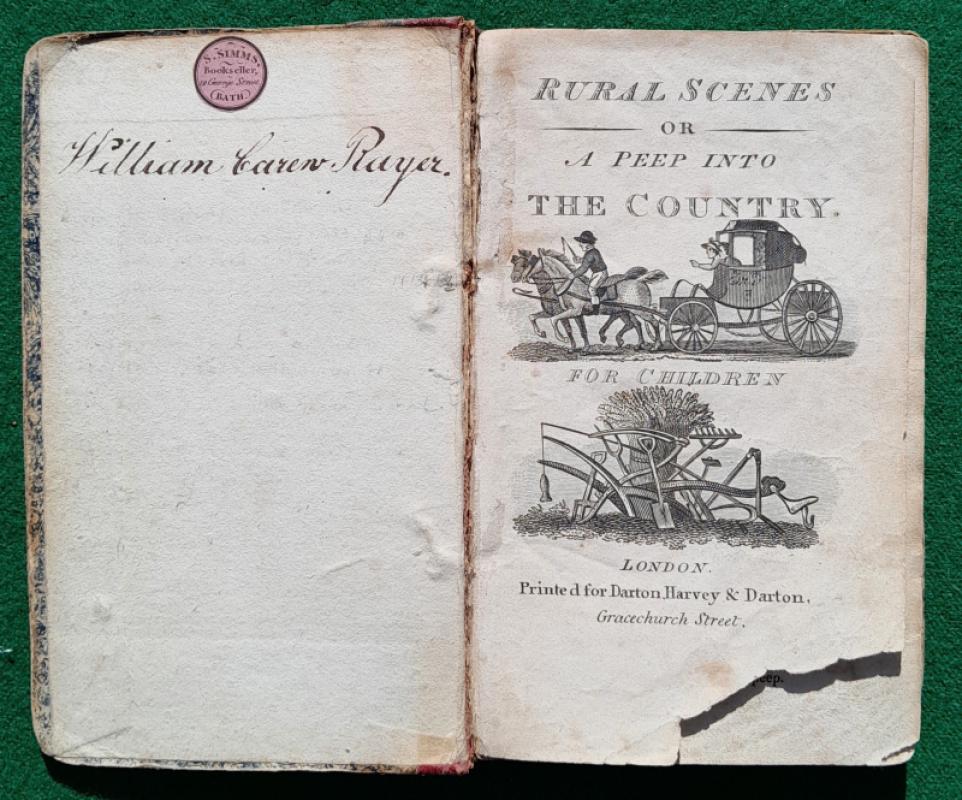 S. SIMMS,
Bookseller,
George Street,
BATH.
William Carew Rayer.
RURAL SCENES
OR
A PEEP INTO
THE COUNTRY.
FOR CHILDREN
LONDON.
Printed for Darton, Harvey & Darton,
Gracechurch Street.
peep.